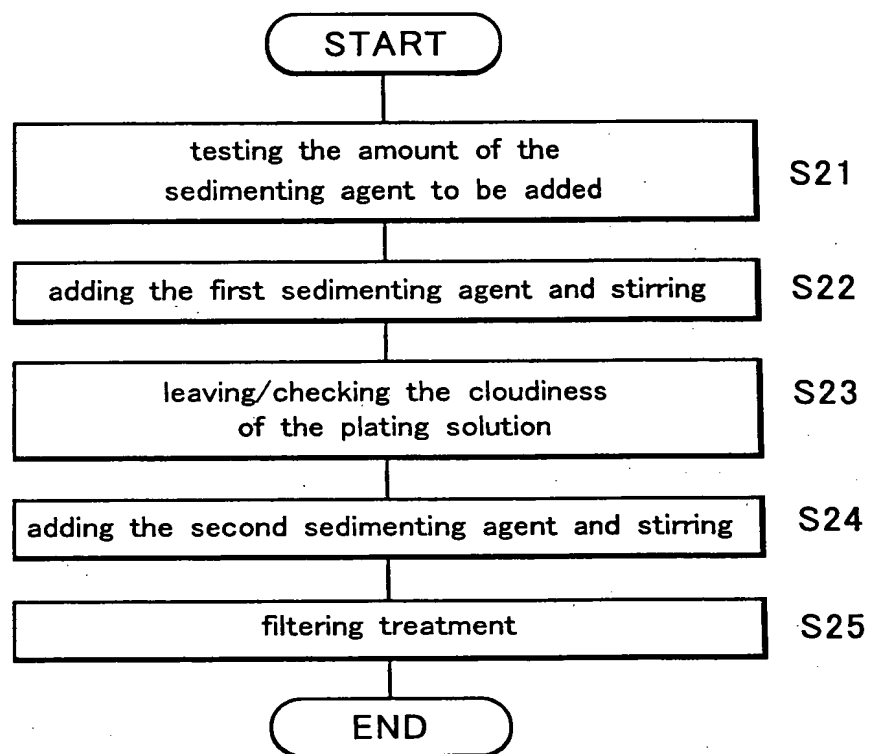 START
testing the amount of the
sedimenting agent to be added
S21
adding the first sedimenting agent and stirring
S22
leaving/checking the cloudiness
of the plating solution
S23
adding the second sedimenting agent and stirring
S24
filtering treatment
S25
END